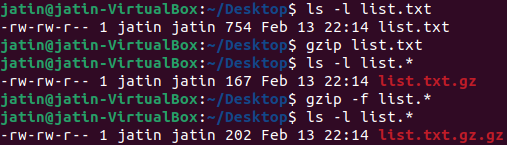 jatin@jatin-VirtualBox:~/Desktop$ ls -l list.txt
-rw-rw-r-- 1 jatin jatin 754 Feb 13 22:14 list.txt
jatin@jatin-VirtualBox:~/Desktop$ gzip list.txt
jatin@jatin-VirtualBox:~/Desktop$ ls -l list.*
-rw-rw-r-- 1 jatin jatin 167 Feb 13 22:14 list.txt.gz
jatin@jatin-VirtualBox:~/Desktop$ gzip -f list.*
jatin@jatin-VirtualBox:~/Desktop$ ls -l list.*
-rw-rw-r-- 1 jatin jatin 202 Feb 13 22:14 list.txt.gz.gz